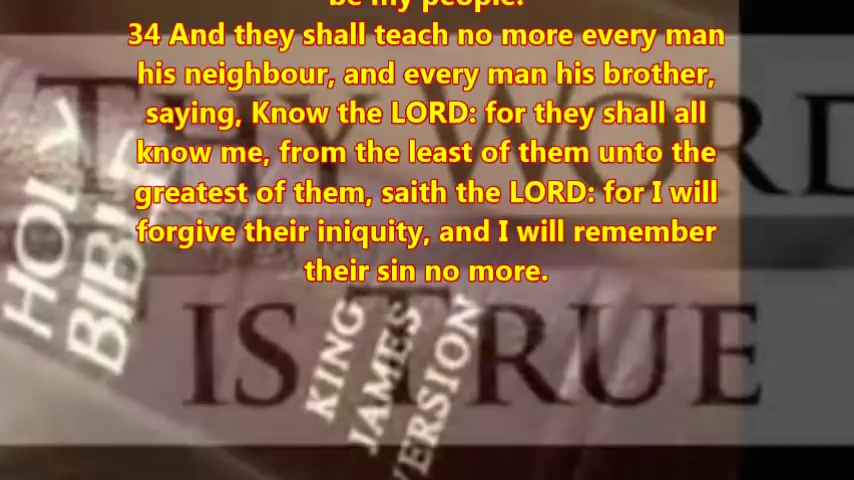 be my people.
34 And they shall teach no more every man
his neighbour, and every man his brother,
saying, Know the LORD: for they shall all
know me, from the least of them unto the
greatest of them, saith the LORD: for I will
forgive their iniquity, and I will remember
their sin no more.
THY WORD
IS TRUE
HOLY
BIBLE
KING
JAMES
VERSION